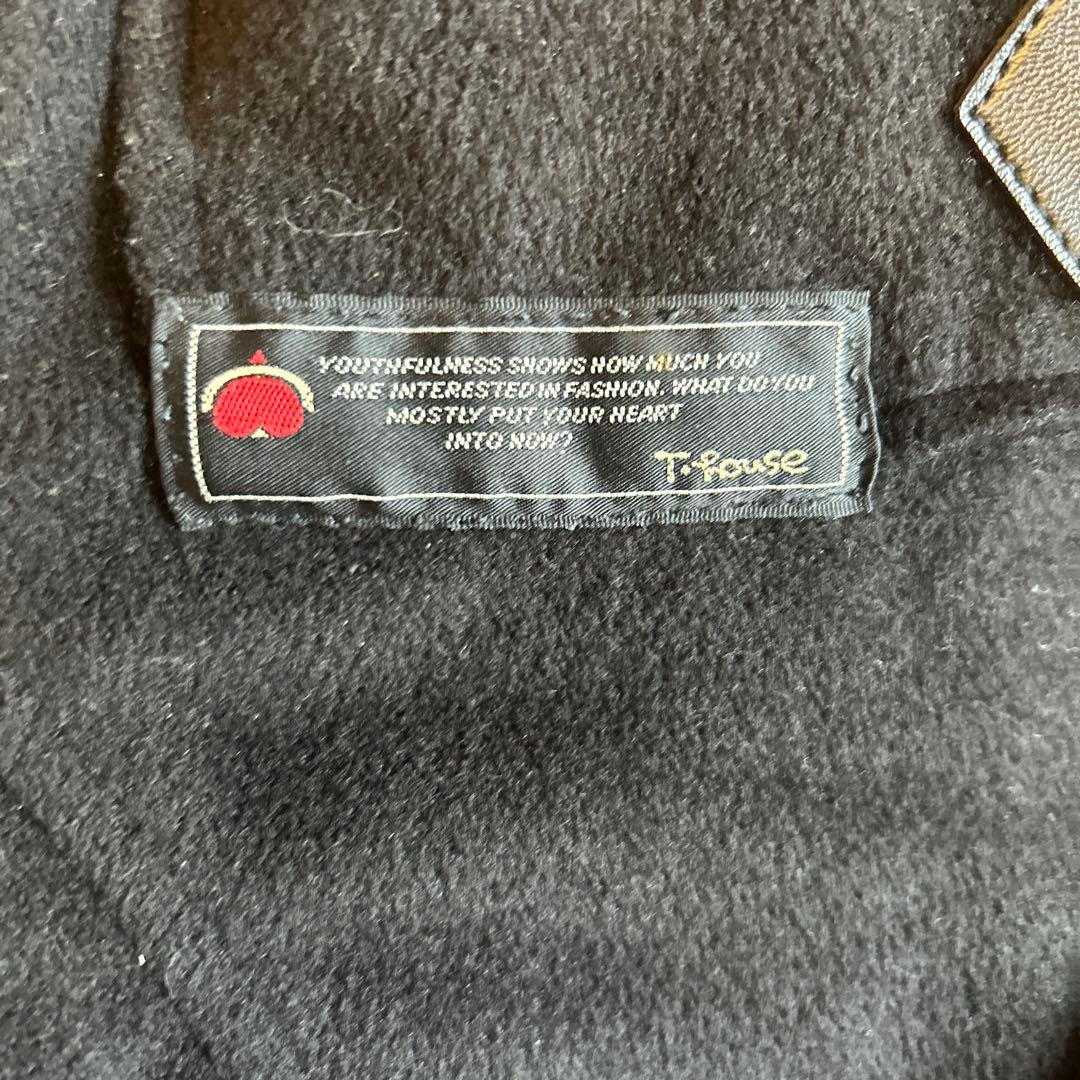 YOUTHFULNESS SHOWS HOW MUCH YOU
ARE INTERESTED IN FASHION. WHAT DO YOU
MOSTLY PUT YOUR HEART
INTO NOW?
T.house